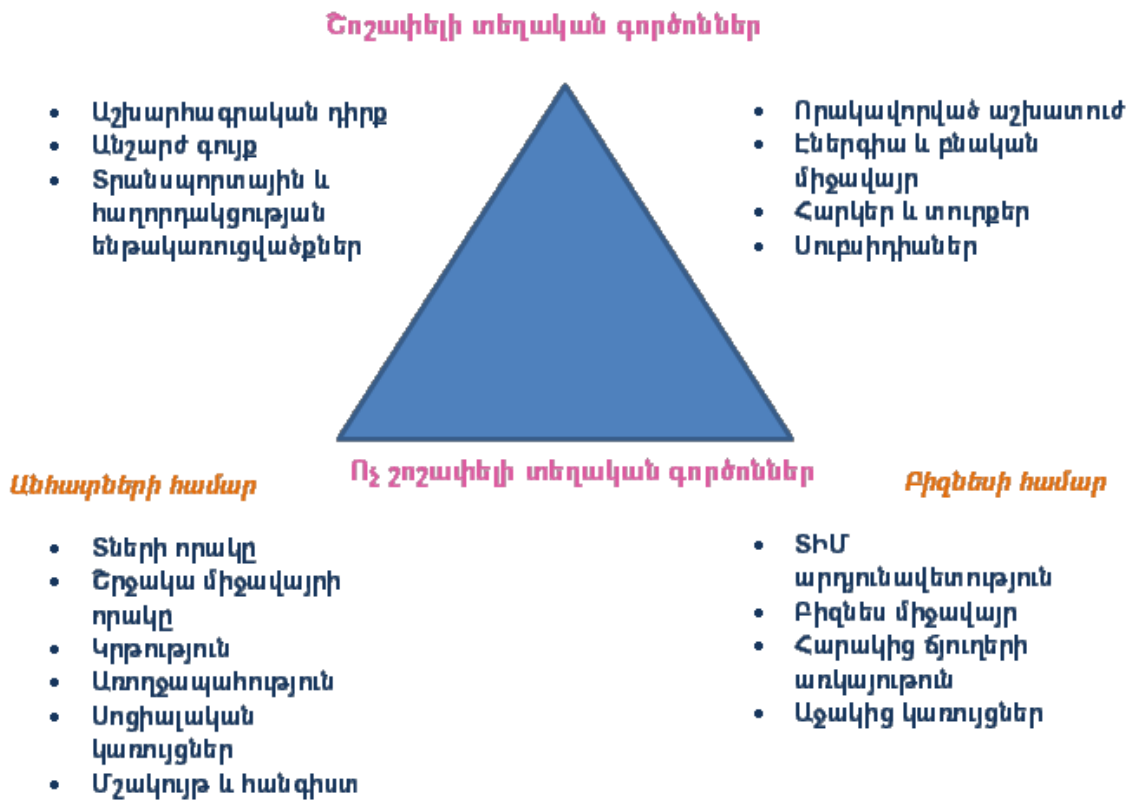 Շոշափելի տեղական գործոններ
• Աշխարհագրական դիրք
• Անշարժ գույք
• Տրանսպորտային և
հաղորդակցության
ենթակառուցվածքներ
• Որակավորված աշխատուժ
• Էներգիա և բնական
միջավայր
• Հարկեր և տուրքեր
• Սուբսիդիաներ
Ոչ շոշափելի տեղական գործոններ
Անհատների համար
• Տների որակը
• Շրջակա միջավայրի
որակը
• Կրթություն
• Առողջապահություն
• Սոցիալական
կառույցներ
• Մշակույթ և հանգիստ
Բիզնեսի համար
• ՏԻՄ
արդյունավետություն
• Բիզնես միջավայր
• Հարակից ճյուղերի
առկայութուն
• Աջակից կառույցներ